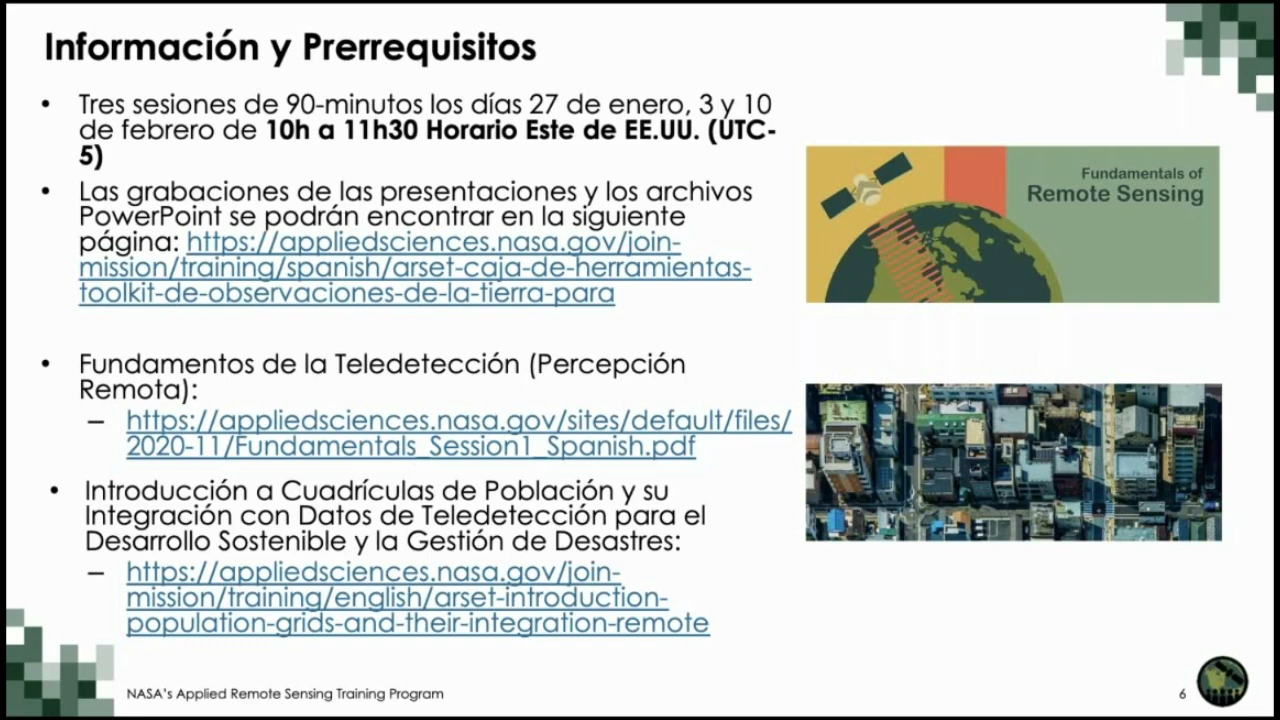 Información y Prerrequisitos
• Tres sesiones de 90-minutos los días 27 de enero, 3 y 10
de febrero de 10h a 11h30 Horario Este de EE.UU. (UTC-
5)
• Las grabaciones de las presentaciones y los archivos
PowerPoint se podrán encontrar en la siguiente
página: https://appliedsciences.nasa.gov/join-
mission/training/spanish/arset-caja-de-herramientas-
toolkit-de-observaciones-de-la-tierra-para
• Fundamentos de la Teledetección (Percepción
Remota):
– https://appliedsciences.nasa.gov/sites/default/files/
2020-11/Fundamentals_Session1_Spanish.pdf
• Introducción a Cuadrículas de Población y su
Integración con Datos de Teledetección para el
Desarrollo Sostenible y la Gestión de Desastres:
– https://appliedsciences.nasa.gov/join-
mission/training/english/arset-introduction-
population-grids-and-their-integration-remote
Fundamentals of
Remote Sensing
NASA's Applied Remote Sensing Training Program
6